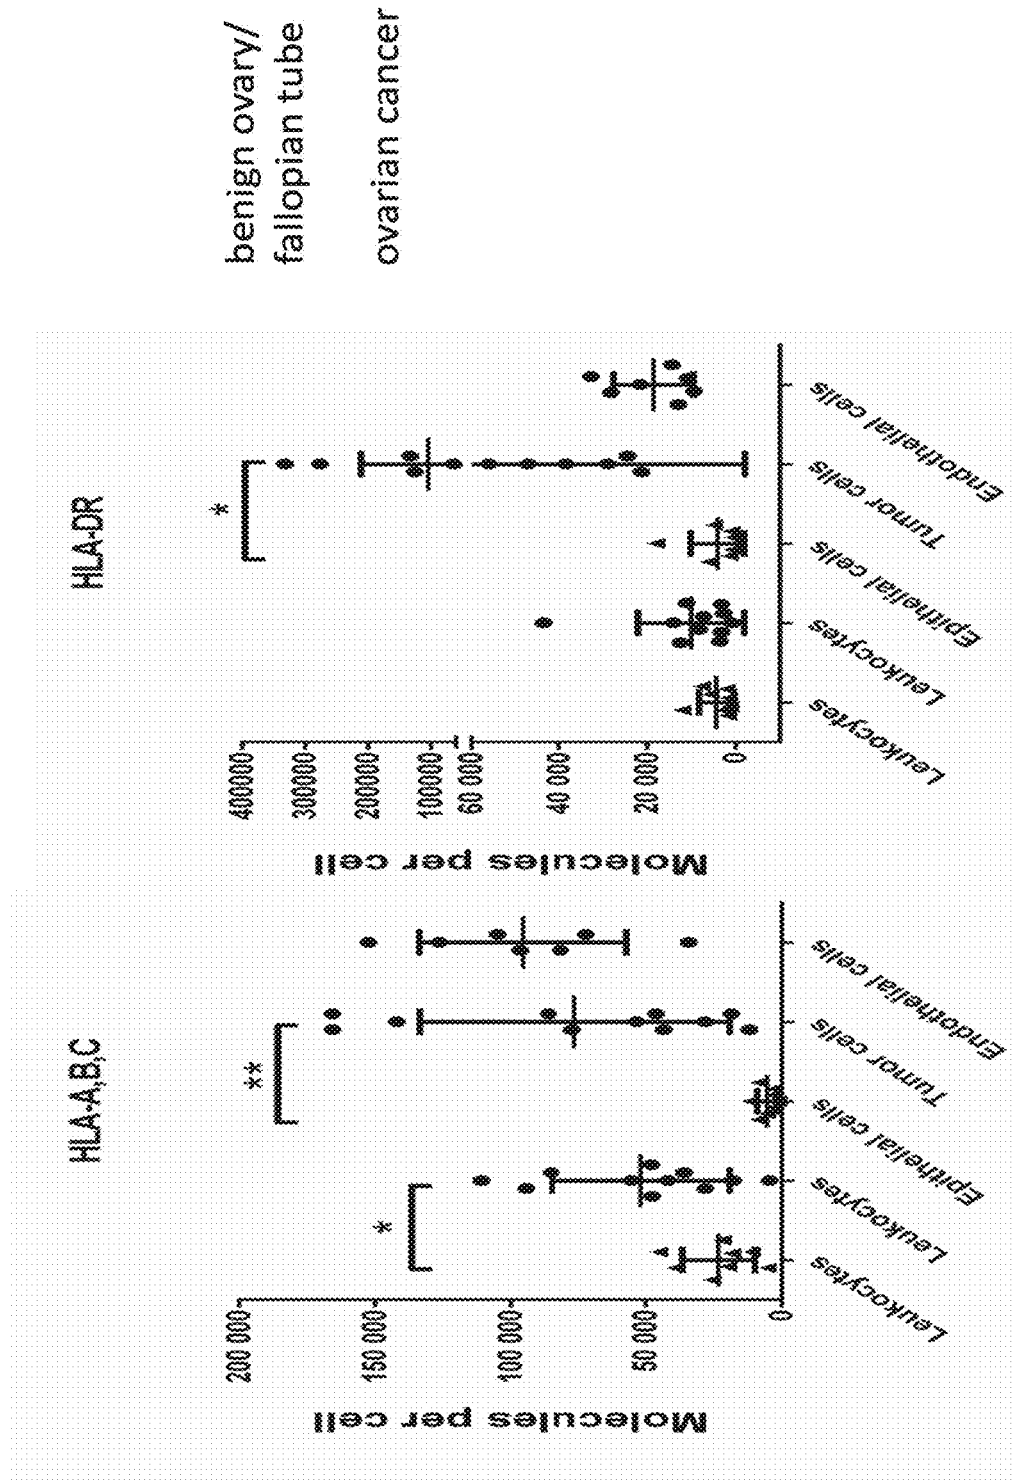 HLA-A,B,C
Molecules per cell
200 000
150 000
100 000
50 000
0
*
**
Leukocytes
Leukocytes
Epithelial cells
Tumor cells
Endothelial cells
HLA-DR
Molecules per cell
400000
300000
200000
100000
60 000
40 000
20 000
0
*
Leukocytes
Leukocytes
Epithelial cells
Tumor cells
Endothelial cells
benign ovary/
fallopian tube
ovarian cancer